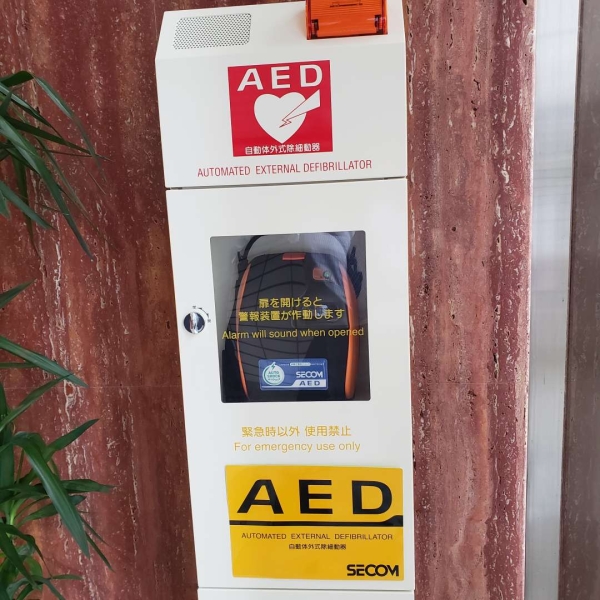 AED
自動体外式除細動器
AUTOMATED EXTERNAL DEFIBRILLATOR
扉を開けると
警報装置が作動します
Alarm will sound when opened
SECOM
AED
緊急時以外 使用禁止
For emergency use only
AED
AUTOMATED EXTERNAL DEFIBRILLATOR
自動体外式除細動器
SECOM